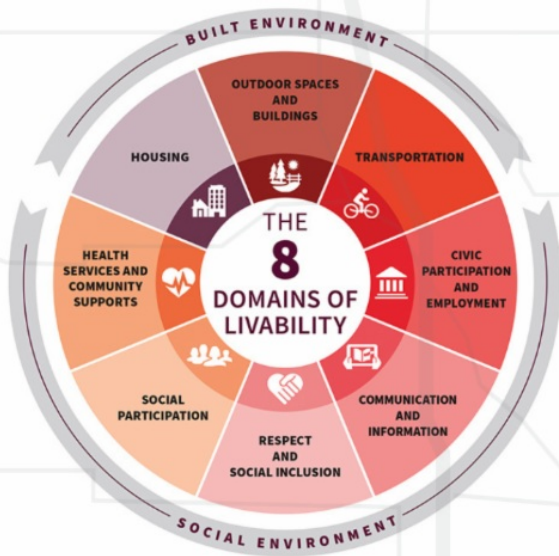 BUILT ENVIRONMENT
OUTDOOR SPACES
AND
BUILDINGS
TRANSPORTATION
CIVIC
PARTICIPATION
AND
EMPLOYMENT
COMMUNICATION
AND
INFORMATION
RESPECT
AND
SOCIAL INCLUSION
SOCIAL
PARTICIPATION
HEALTH
SERVICES AND
COMMUNITY
SUPPORTS
HOUSING
THE
8
DOMAINS OF
LIVABILITY
SOCIAL ENVIRONMENT